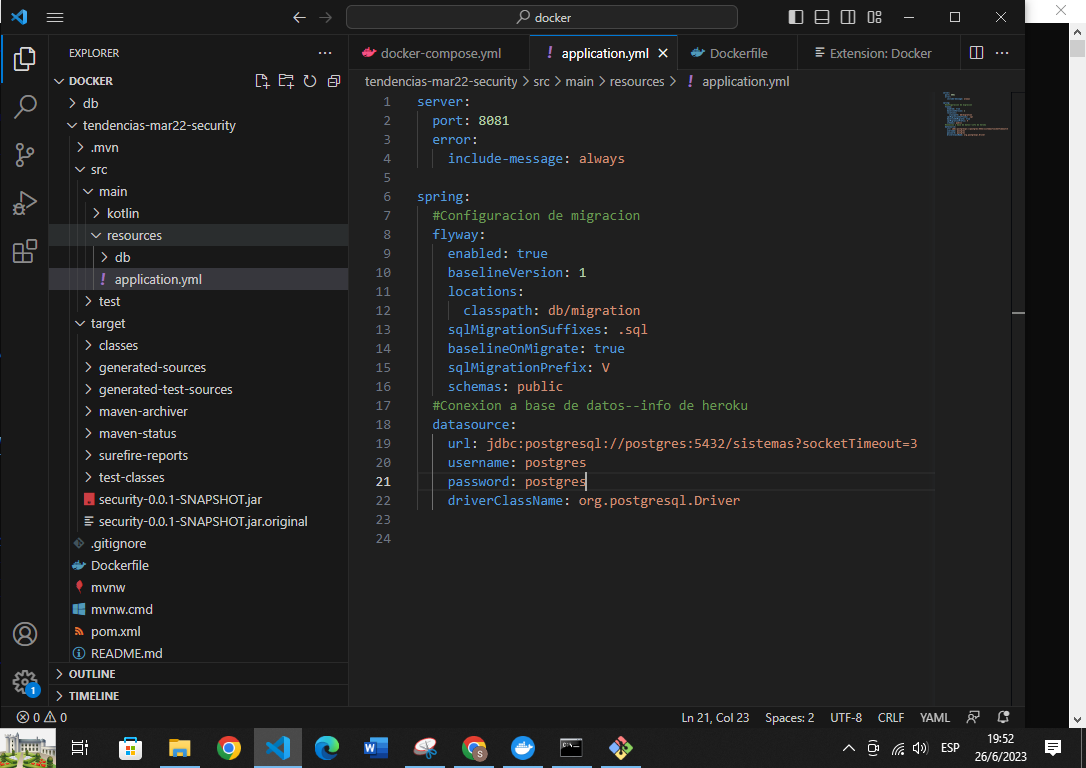 docker
EXPLORER
DOCKER
db
tendencias-mar22-security
.mvn
src
main
kotlin
resources
db
application.yml
test
target
classes
generated-sources
generated-test-sources
maven-archiver
maven-status
surefire-reports
test-classes
security-0.0.1-SNAPSHOT.jar
security-0.0.1-SNAPSHOT.jar.original
.gitignore
Dockerfile
mvnw
mvnw.cmd
pom.xml
README.md
OUTLINE
TIMELINE
docker-compose.yml
application.yml
Dockerfile
Extension: Docker
tendencias-mar22-security > src > main > resources > ! application.yml
1 server:
2 port: 8081
3 error:
4 include-message: always
5
6 spring:
7 #Configuracion de migracion
8 flyway:
9 enabled: true
10 baselineVersion: 1
11 locations:
12 classpath: db/migration
13 sqlMigrationSuffixes: .sql
14 baselineOnMigrate: true
15 sqlMigrationPrefix: V
16 schemas: public
17 #Conexion a base de datos--info de heroku
18 datasource:
19 url: jdbc:postgresql://postgres:5432/sistemas?socketTimeout=3
20 username: postgres
21 password: postgres
22 driverClassName: org.postgresql.Driver
23
24
1
0 0
Ln 21, Col 23
Spaces: 2
UTF-8
CRLF
YAML
ESP
19:52
26/6/2023